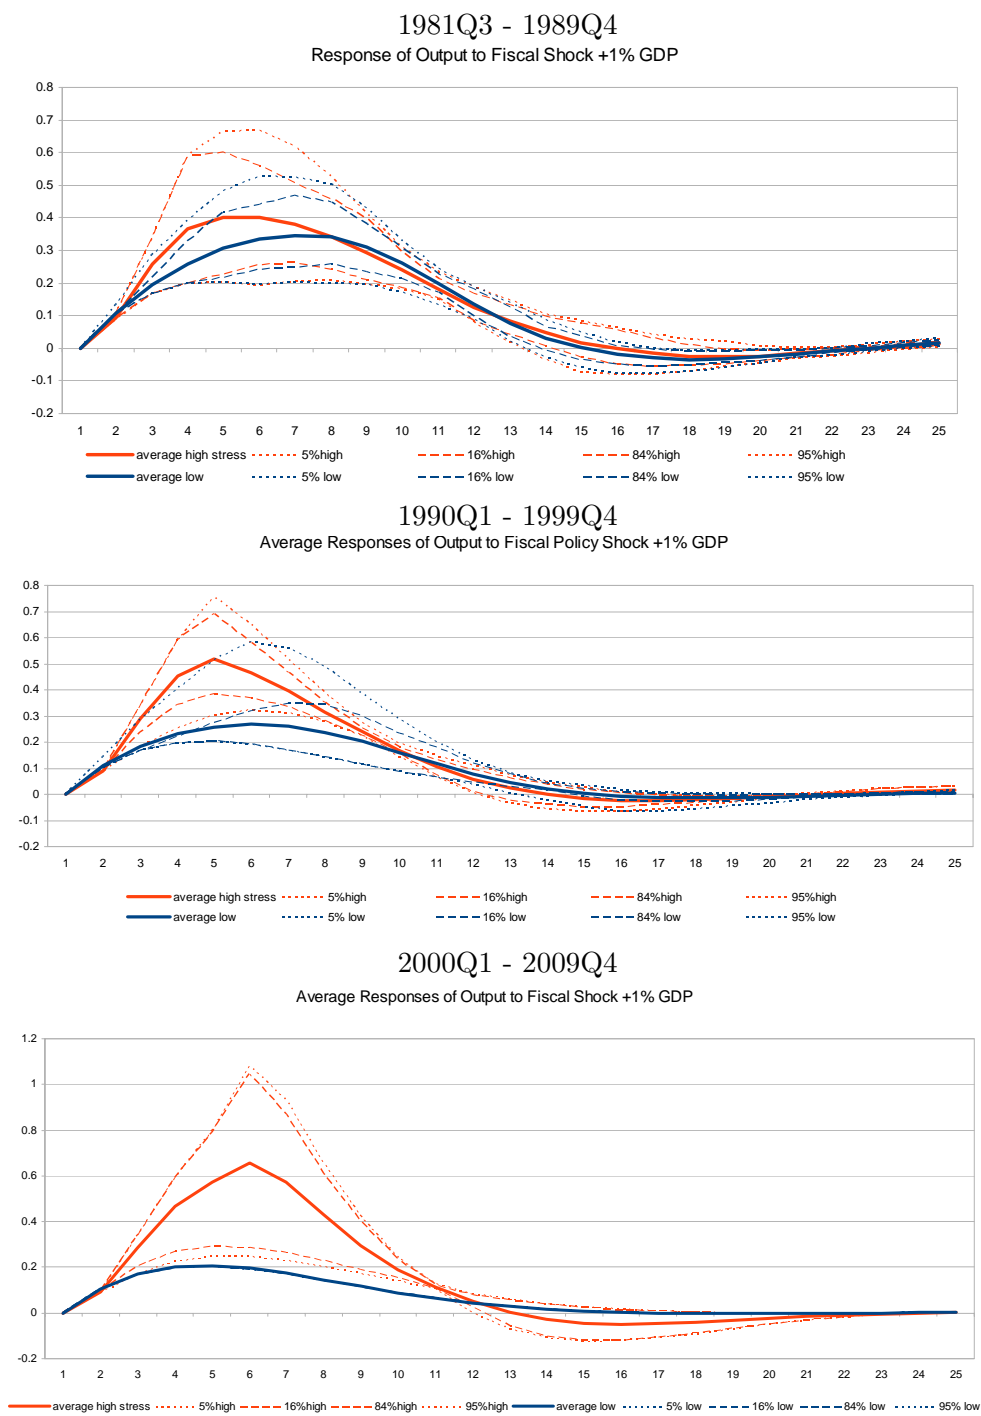 1981Q3 - 1989Q4
Response of Output to Fiscal Shock +1% GDP
0.8
0.7
0.6
0.5
0.4
0.3
0.2
0.1
0
-0.1
-0.2
1 2 3 4 5 6 7 8 9 10 11 12 13 14 15 16 17 18 19 20 21 22 23 24 25
average high stress 5%high 16%high 84%high 95%high
average low 5% low 16% low 84% low 95% low
1990Q1 - 1999Q4
Average Responses of Output to Fiscal Policy Shock +1% GDP
0.8
0.7
0.6
0.5
0.4
0.3
0.2
0.1
0
-0.1
-0.2
1 2 3 4 5 6 7 8 9 10 11 12 13 14 15 16 17 18 19 20 21 22 23 24 25
average high stress 5%high 16%high 84%high 95%high
average low 5% low 16% low 84% low 95% low
2000Q1 - 2009Q4
Average Responses of Output to Fiscal Shock +1% GDP
1.2
1
0.8
0.6
0.4
0.2
0
-0.2
1 2 3 4 5 6 7 8 9 10 11 12 13 14 15 16 17 18 19 20 21 22 23 24 25
average high stress 5%high 16%high 84%high 95%high average low 5% low 16% low 84% low 95% low